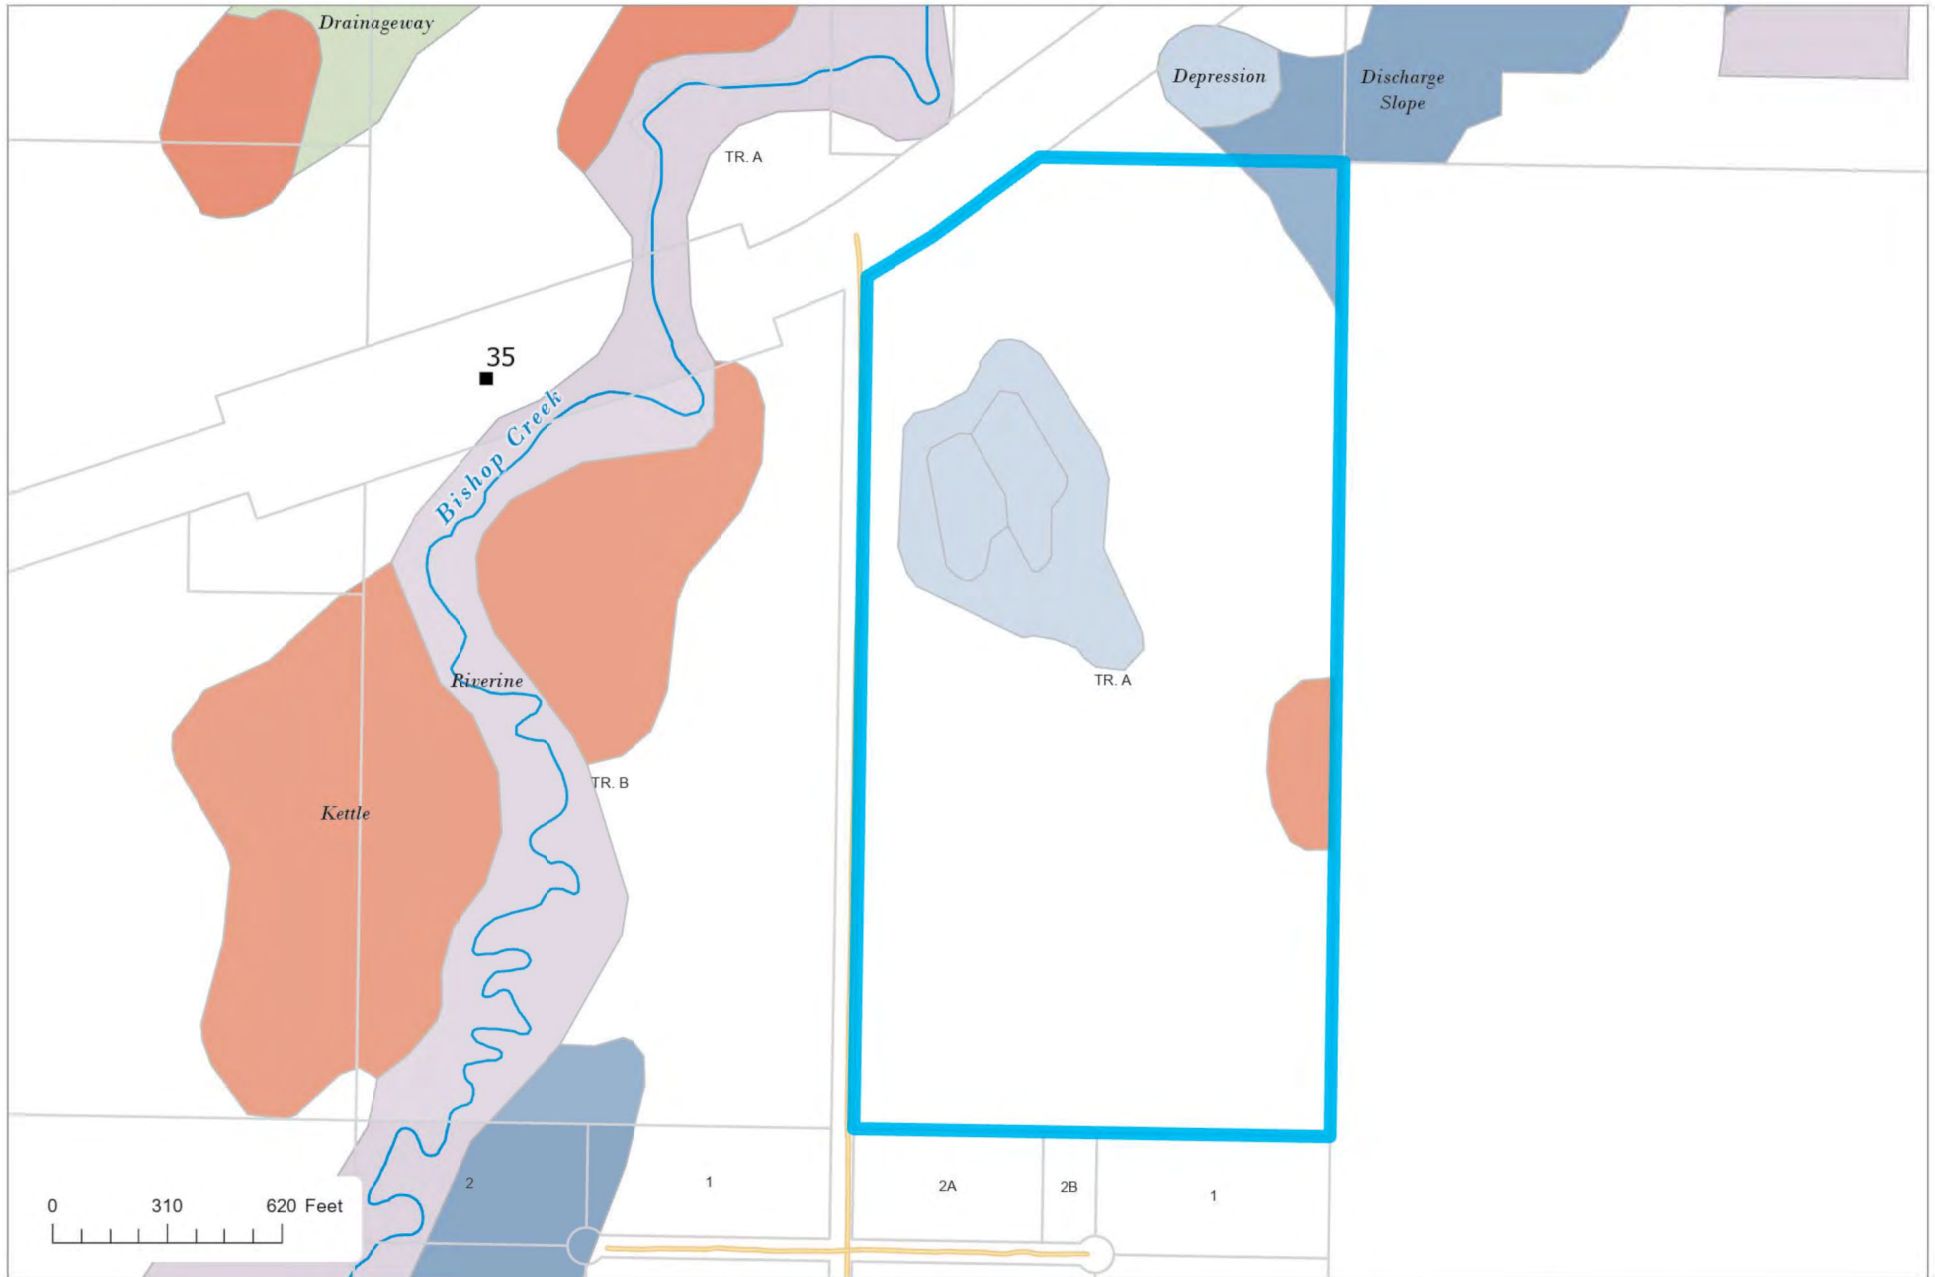 Drainageway
Depression
Discharge
Slope
TR. A
35
Bishop Creek
Riverine
TR. A
TR. B
Kettle
2
1
2A
2B
1
0 310 620 Feet